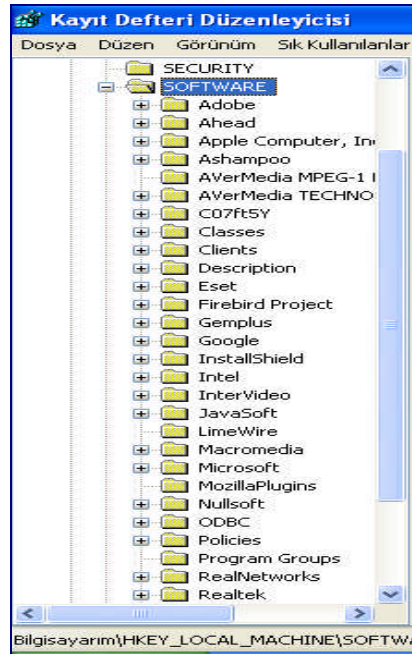 Kayıt Defteri Düzenleyicisi
Dosya Düzen Görünüm Sık Kullanılanlar
SECURITY
SOFTWARE
Adobe
Ahead
Apple Computer, In
Ashampoo
AVerMedia MPEG-1
AVerMedia TECHNO
C07ft5Y
Classes
Clients
Description
Eset
Firebird Project
Gemplus
Google
InstallShield
Intel
InterVideo
JavaSoft
LimeWire
Macromedia
Microsoft
MozillaPlugins
Nullsoft
ODBC
Policies
Program Groups
RealNetworks
Realtek
Bilgisayarım\HKEY_LOCAL_MACHINE\SOFTWA